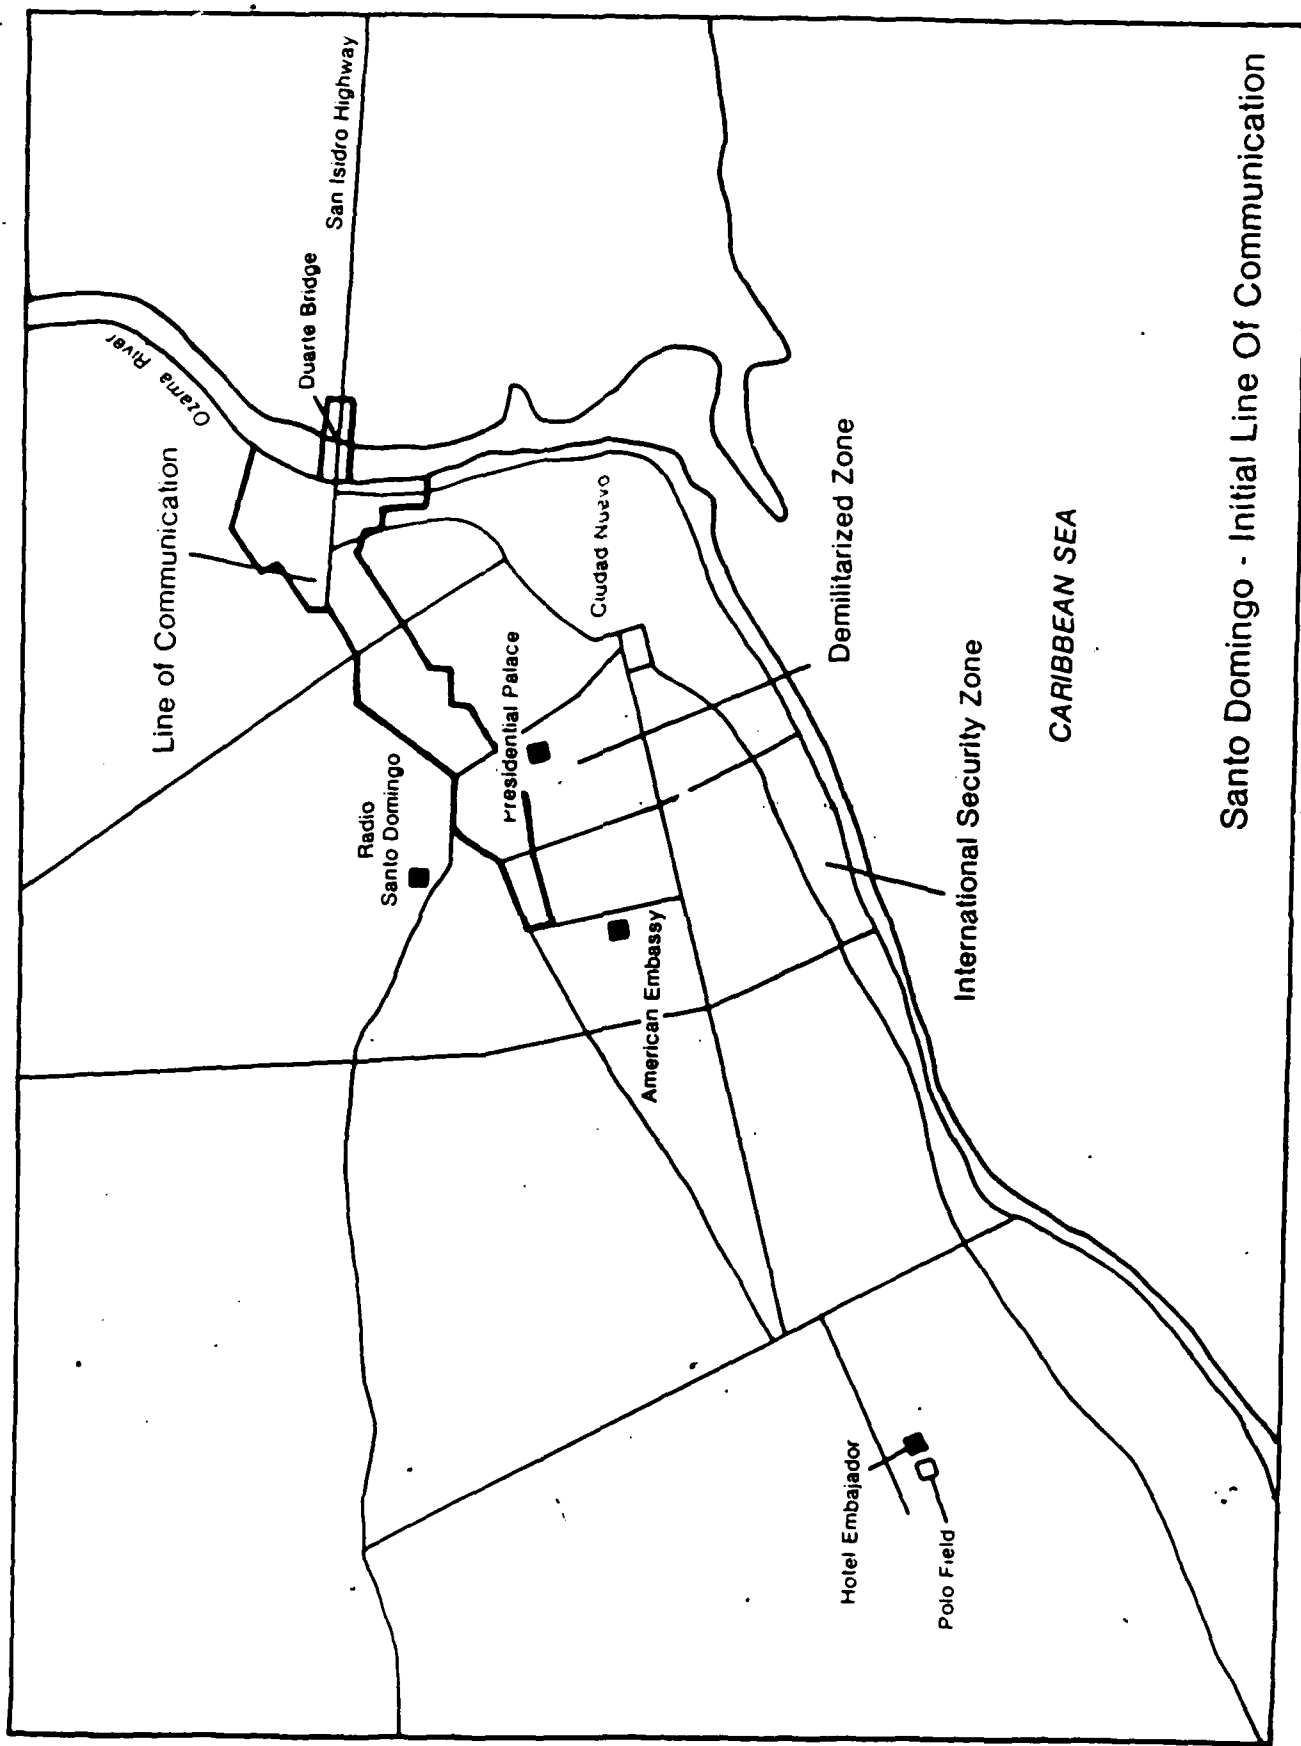 San Isidro Highway
Duarte Bridge
Ozama River
Line of Communication
Ciudad Nuevo
Demilitarized Zone
Presidential Palace
Radio
Santo Domingo
American Embassy
International Security Zone
CARIBBEAN SEA
Hotel Embajador
Polo Field
Santo Domingo - Initial Line Of Communication